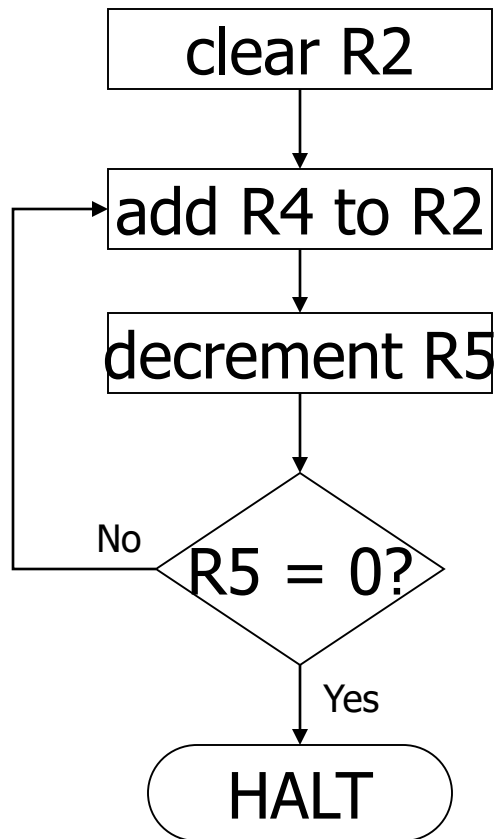 clear R2
add R4 to R2
decrement R5
No
R5 = 0?
Yes
HALT